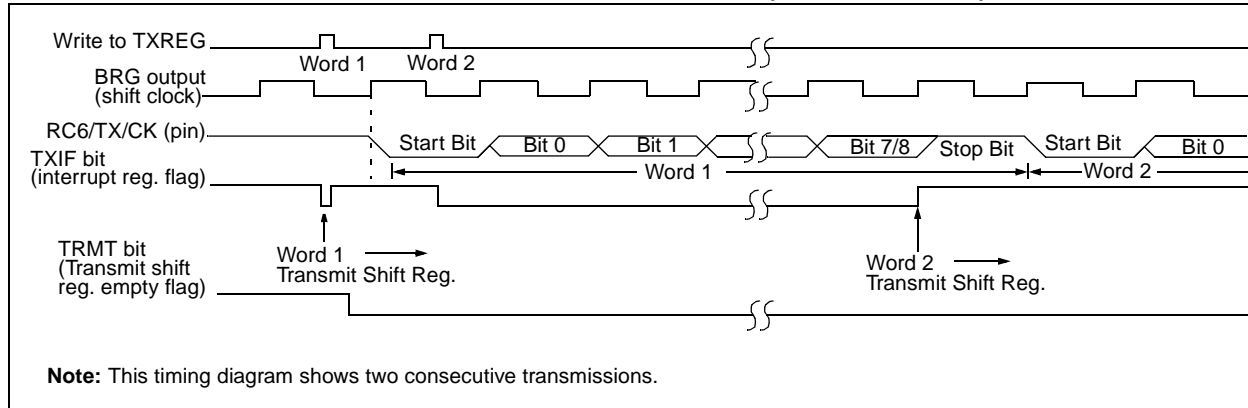 Write to TXREG
Word 1
Word 2
BRG output
(shift clock)
RC6/TX/CK (pin)
Start Bit
Bit 0
Bit 1
Bit 7/8
Stop Bit
Start Bit
Bit 0
TXIF bit
(interrupt reg. flag)
Word 1
Word 2
Word 1
Transmit Shift Reg.
Word 2
Transmit Shift Reg.
TRMT bit
(Transmit shift
reg. empty flag)
Note: This timing diagram shows two consecutive transmissions.